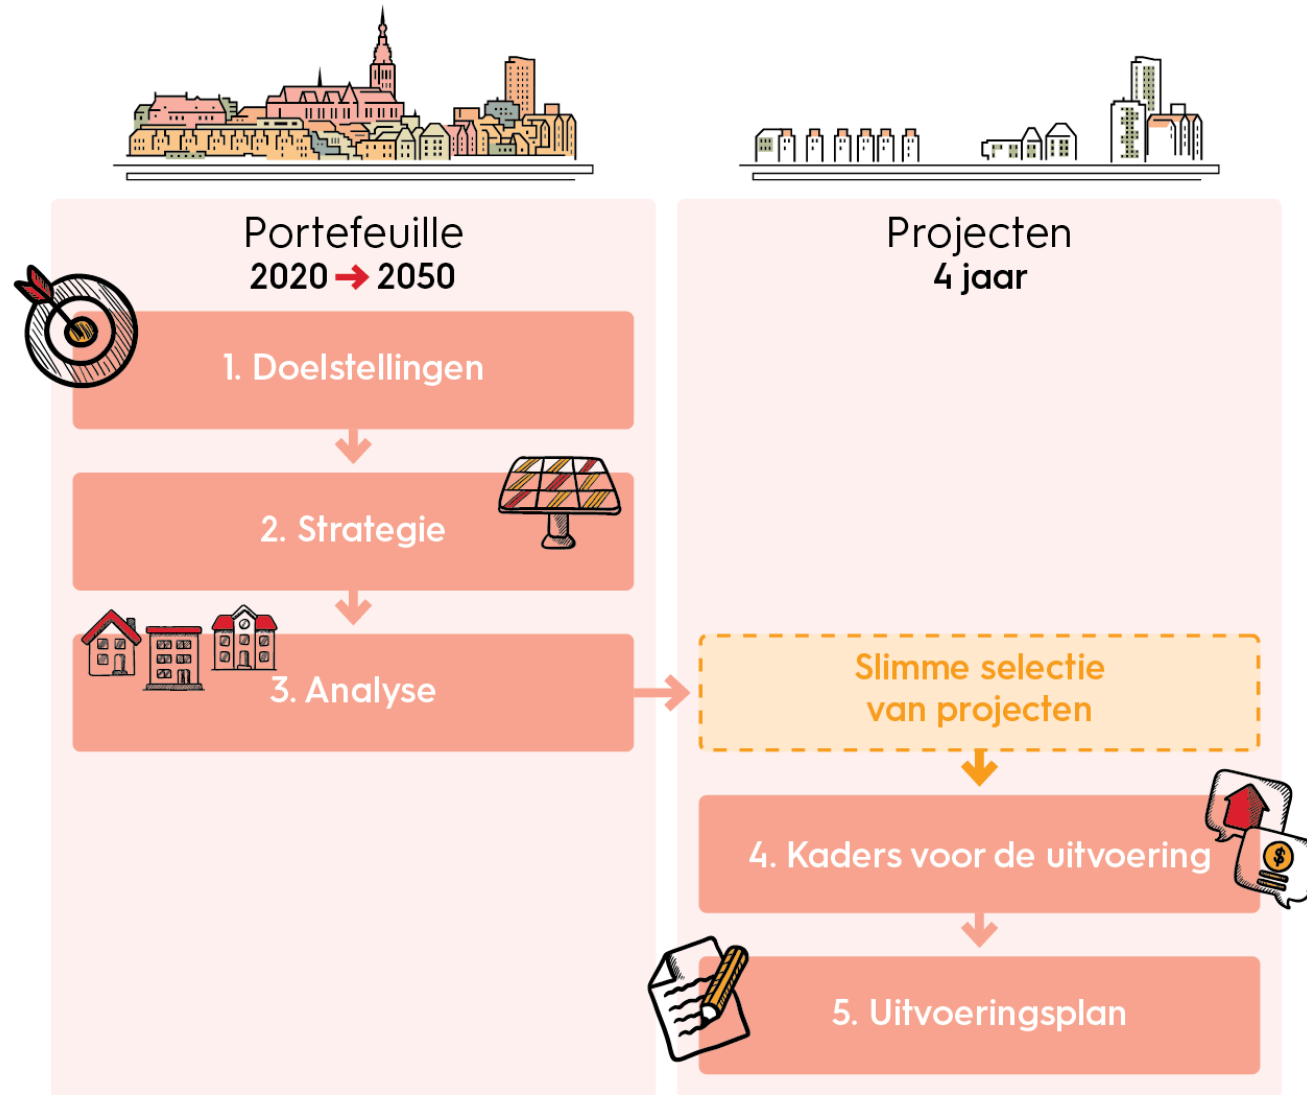 Portefeuille
2020 → 2050
1. Doelstellingen
2. Strategie
3. Analyse
Projecten
4 jaar
Slimme selectie
van projecten
4. Kaders voor de uitvoering
$
5. Uitvoeringsplan